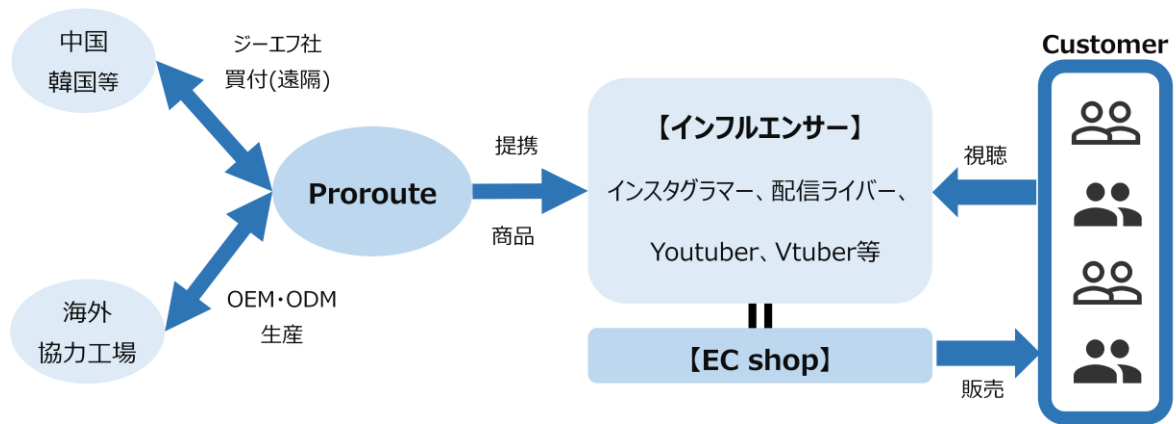 中国
韓国等
ジーエフ社
買付(遠隔)
Proroute
海外
協力工場
OEM・ODM
生産
提携
商品
【インフルエンサー】
インスタグラマー、配信ライバー、
Youtuber、Vtuber等
【EC shop】
視聴
販売
Customer